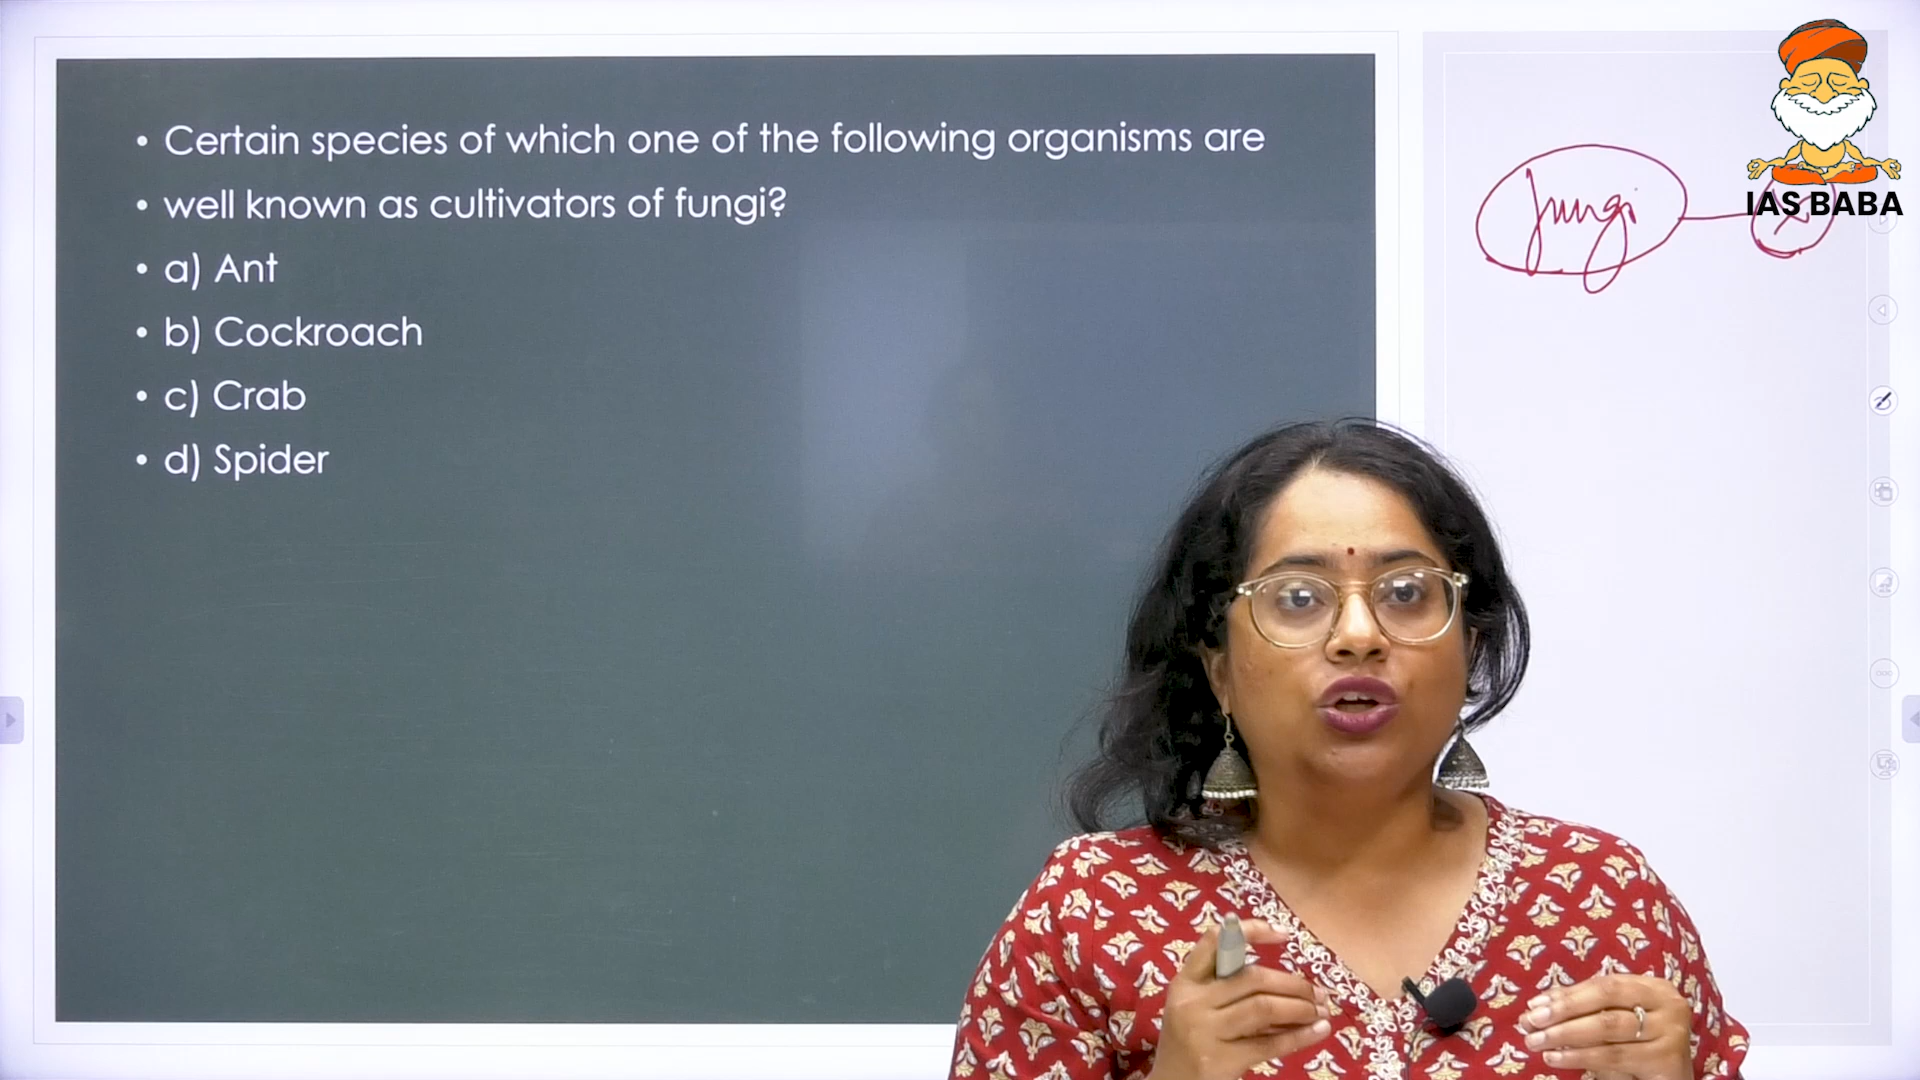 • Certain species of which one of the following organisms are
• well known as cultivators of fungi?
• a) Ant
• b) Cockroach
• c) Crab
• d) Spider
fungi
IAS BABA